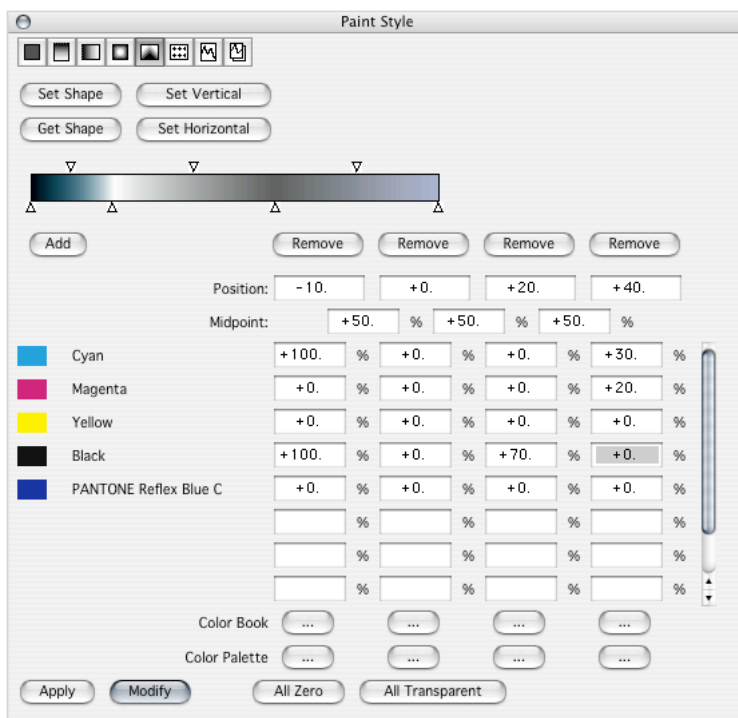 Paint Style
Set Shape Set Vertical
Get Shape Set Horizontal
Add Remove Remove Remove Remove
Position: -10. +0. +20. +40.
Midpoint: +50. % +50. % +50. %
Cyan +100. % +0. % +0. % +30. %
Magenta +0. % +0. % +0. % +20. %
Yellow +0. % +0. % +0. % +0. %
Black +100. % +0. % +70. % +0. %
PANTONE Reflex Blue C +0. % +0. % +0. % +0. %
% % % %
% % % %
% % % %
Color Book ... ... ... ...
Color Palette ... ... ... ...
Apply Modify All Zero All Transparent